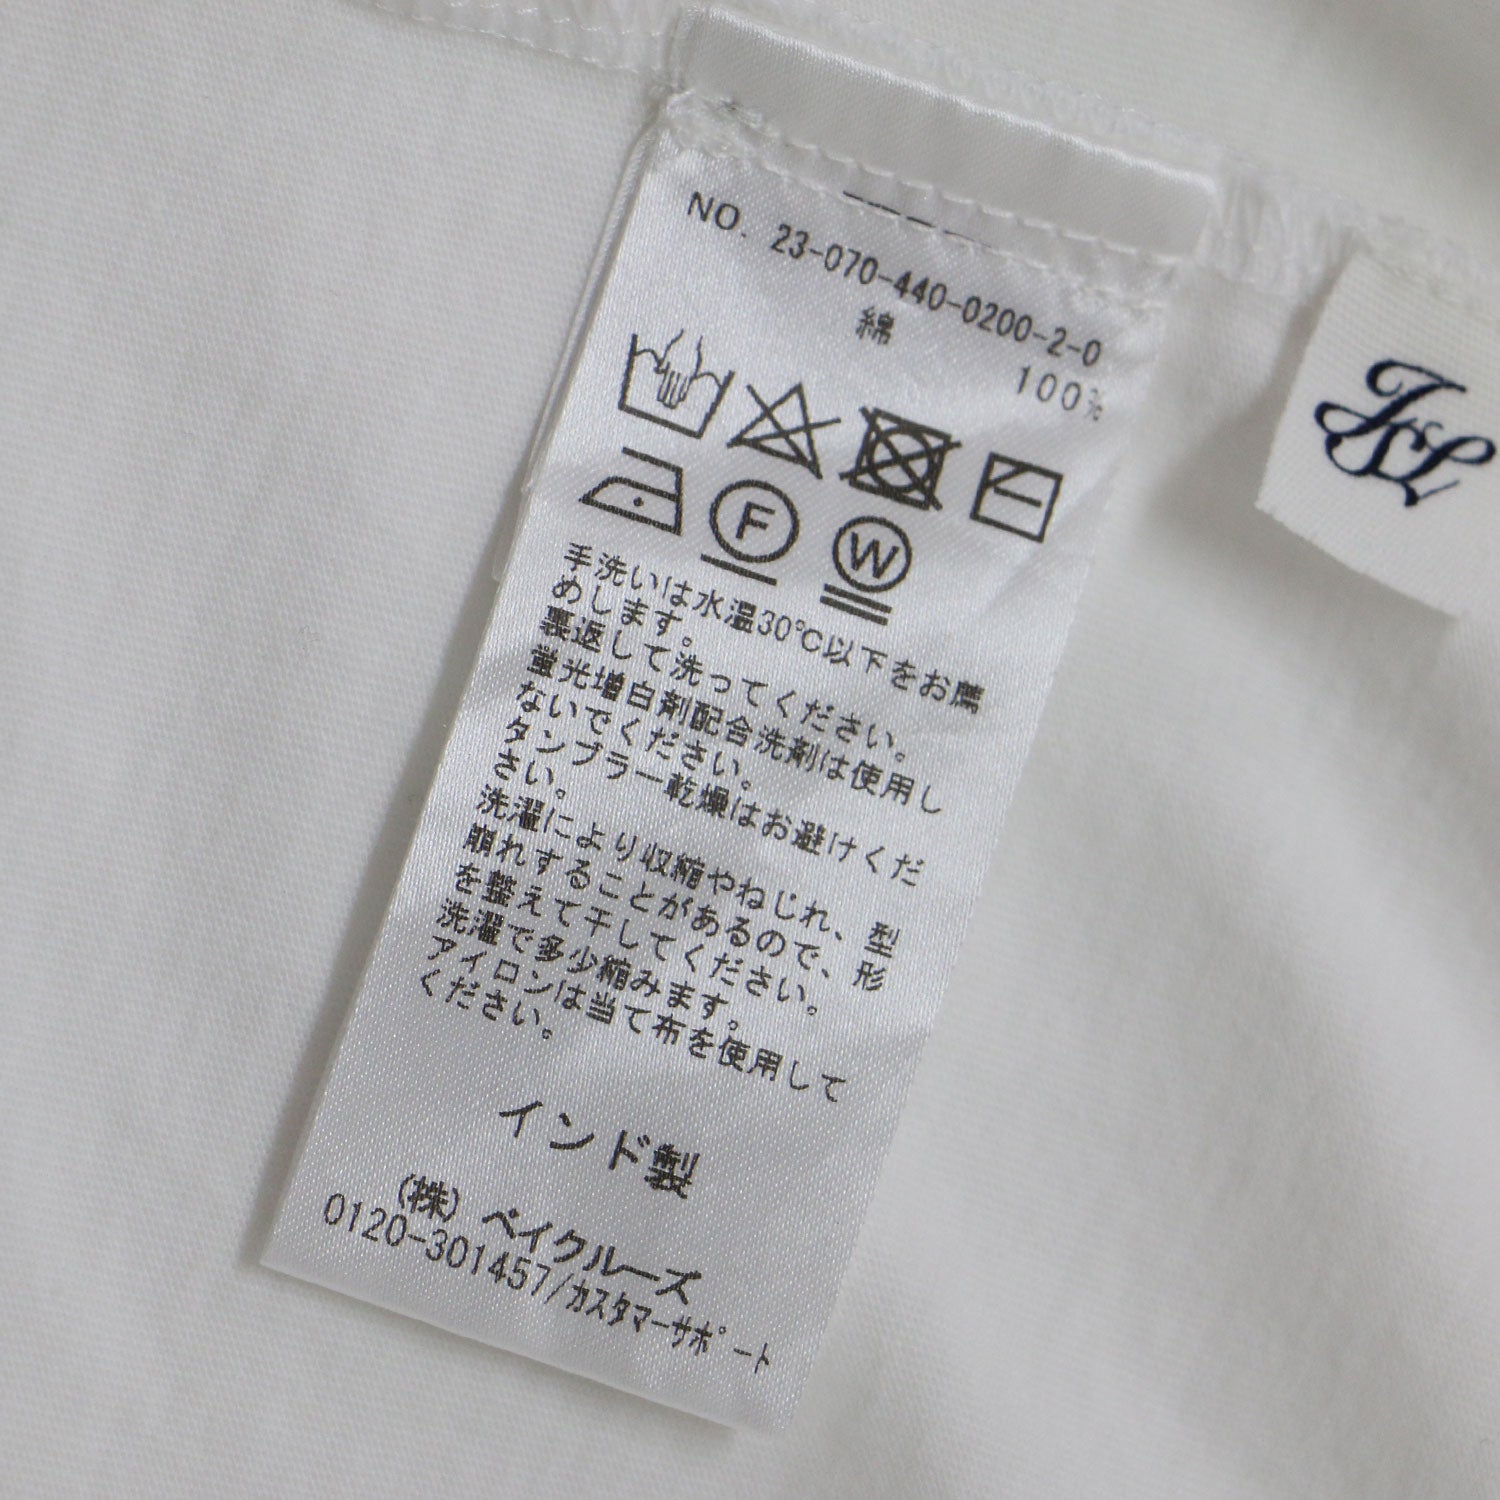 NO. 23-070-440-0200-2-0
綿
100%
F
W
手洗いは水温30℃以下をお薦
めします。
裏返して洗ってください。
蛍光増白剤配合洗剤は使用し
ないでください。
タンブラー乾燥はお避けくだ
さい。
洗濯により収縮やねじれ、型
崩れすることがあるので、形
を整えて干してください。
洗濯で多少縮みます。
アイロンは当て布を使用して
ください。
インド製
(株) ベイクルーズ
0120-301457/カスタマーサポート